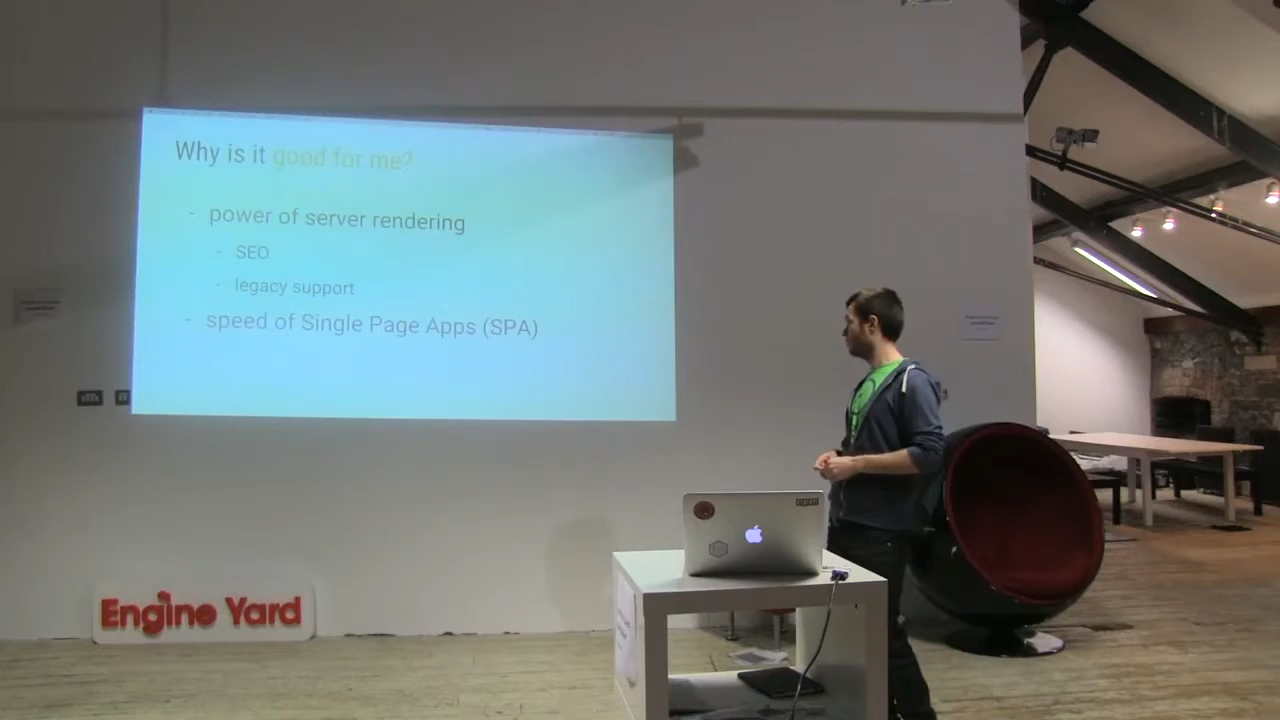 Why is it good for me?
- power of server rendering
- SEO
- legacy support
- speed of Single Page Apps (SPA)
Engine Yard